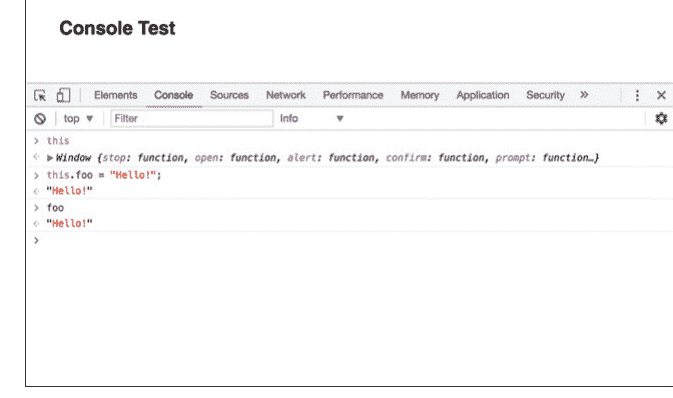 Console Test
Elements Console Sources Network Performance Memory Application Security »
top ▼ Filter Info ▼
> this
< ▶Window {stop: function, open: function, alert: function, confirm: function, prompt: function…}
> this.foo = "Hello!";
< "Hello!"
> foo
< "Hello!"
>